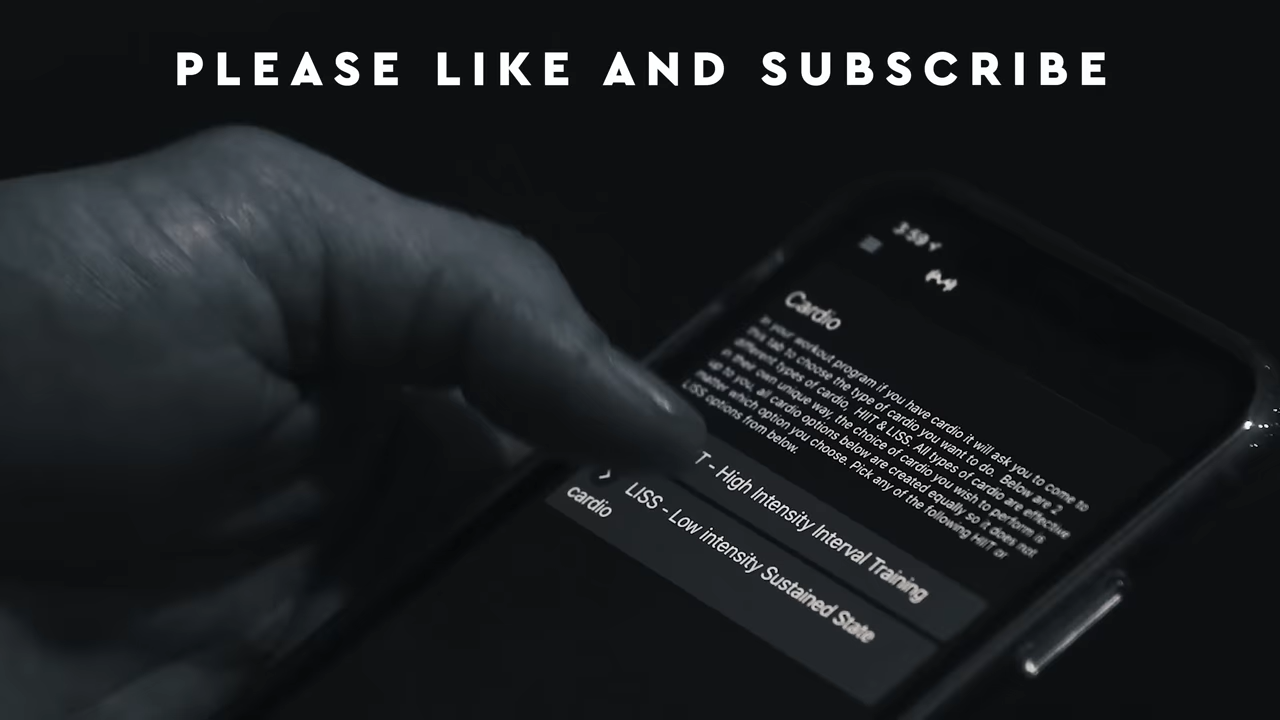 PLEASE LIKE AND SUBSCRIBE
3:59
Cardio
In your workout program if you have cardio it will ask you to come to
this tab to choose the type of cardio you want to do. Below are 2
different types of cardio, HIIT & LISS. All types of cardio are effective
in their own unique way, the choice of cardio you wish to perform is
up to you, all cardio options below are created equally so it does not
matter which option you choose. Pick any of the following HIIT or
LISS options from below.
T - High Intensity Interval Training
LISS - Low intensity Sustained State
cardio